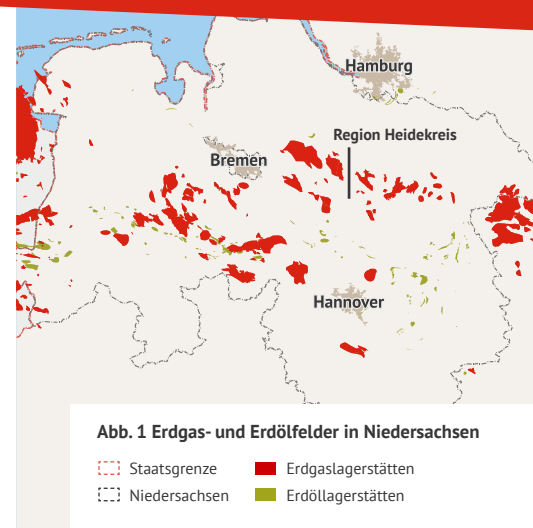 Hamburg
Region Heidekreis
Bremen
Hannover
Abb. 1 Erdgas- und Erdölfelder in Niedersachsen
Staatsgrenze
Erdgaslagerstätten
Niedersachsen
Erdöllagerstätten